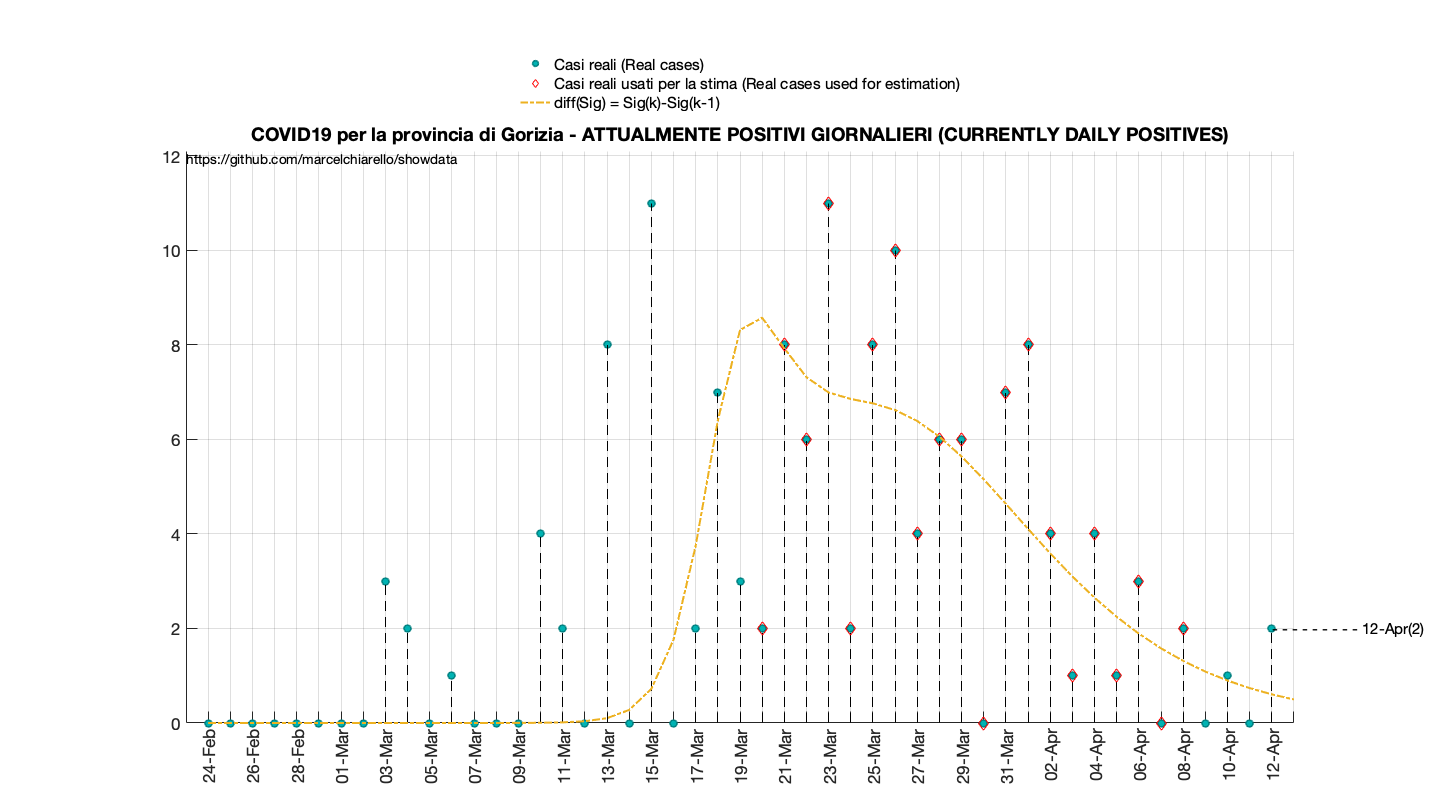 Casi reali (Real cases)
Casi reali usati per la stima (Real cases used for estimation)
diff(Sig) = Sig(k)-Sig(k-1)
COVID19 per la provincia di Gorizia - ATTUALMENTE POSITIVI GIORNALIERI (CURRENTLY DAILY POSITIVES)
https://github.com/marcelchiarello/showdata
12
10
8
6
4
2
0
12-Apr(2)
24-Feb
26-Feb
28-Feb
01-Mar
03-Mar
05-Mar
07-Mar
09-Mar
11-Mar
13-Mar
15-Mar
17-Mar
19-Mar
21-Mar
23-Mar
25-Mar
27-Mar
29-Mar
31-Mar
02-Apr
04-Apr
06-Apr
08-Apr
10-Apr
12-Apr